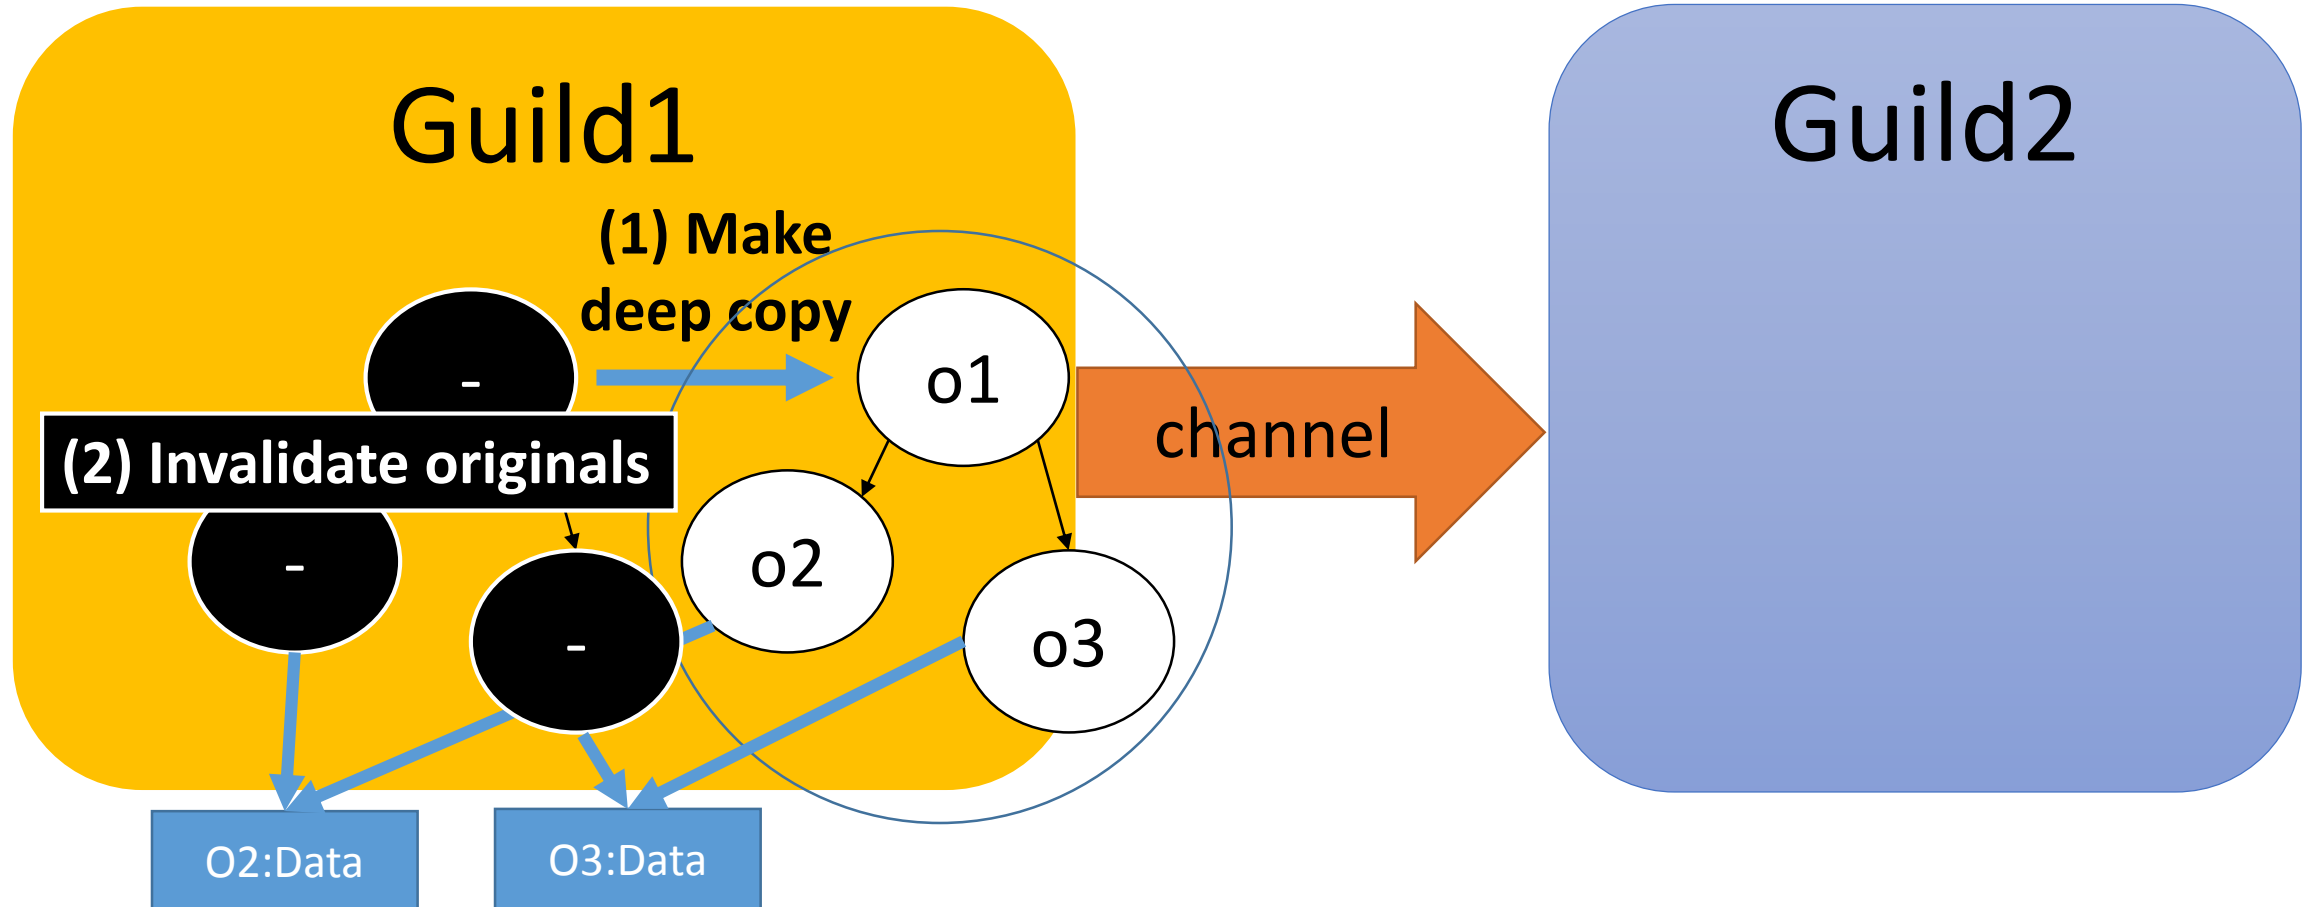 Guild1
Guild2
(1) Make
deep copy
-
o1
channel
(2) Invalidate originals
-
o2
-
o3
O2:Data
O3:Data